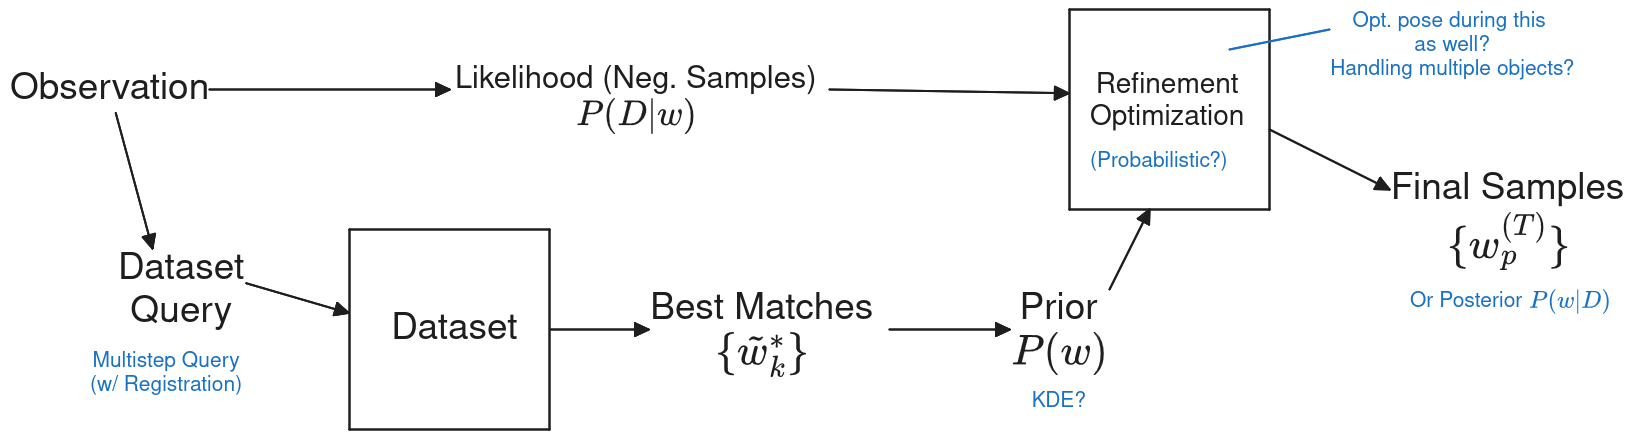 Observation
Likelihood (Neg. Samples)
P(D|w)
Refinement
Optimization
(Probabilistic?)
Opt. pose during this
as well?
Handling multiple objects?
Final Samples
{w_p^{(T)}}
Or Posterior P(w|D)
Dataset
Query
Multistep Query
(w/ Registration)
Dataset
Best Matches
{w̃_k^*}
Prior
P(w)
KDE?